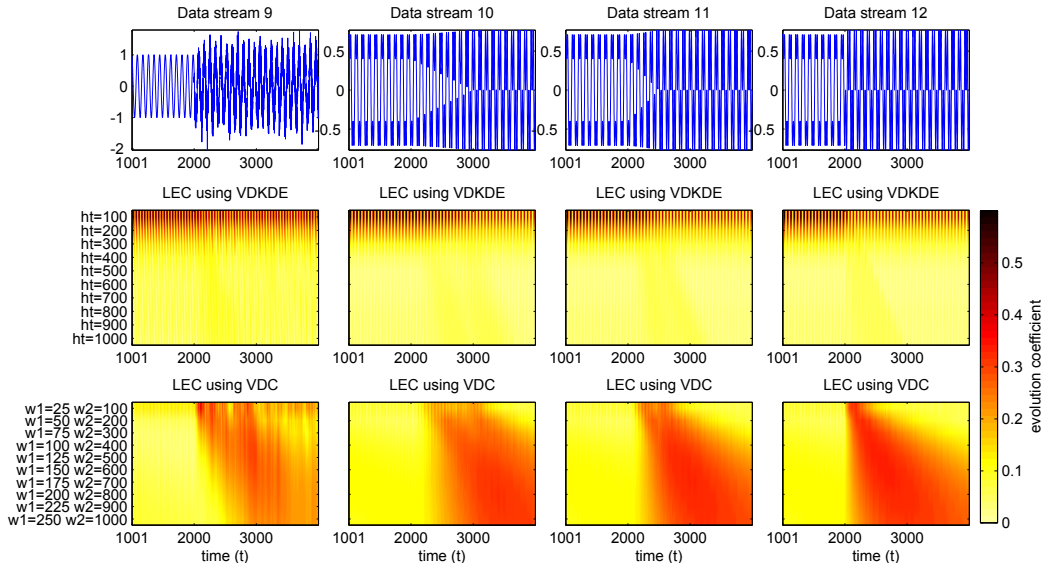 Data stream 9
Data stream 10
Data stream 11
Data stream 12
1
0
-1
-2
1001 2000 3000
0.5
0
0.5
1001 2000 3000
0.5
0
0.5
1001 2000 3000
0.5
0
0.5
1001 2000 3000
LEC using VDKDE
LEC using VDKDE
LEC using VDKDE
LEC using VDKDE
ht=100
ht=200
ht=300
ht=400
ht=500
ht=600
ht=700
ht=800
ht=900
ht=1000
1001 2000 3000
1001 2000 3000
1001 2000 3000
1001 2000 3000
LEC using VDC
LEC using VDC
LEC using VDC
LEC using VDC
w1=25 w2=100
w1=50 w2=200
w1=75 w2=300
w1=100 w2=400
w1=125 w2=500
w1=125 w2=600
w1=150 w2=700
w1=175 w2=800
w1=200 w2=900
w1=225 w2=1000
w1=250
1001 2000 3000
time (t)
1001 2000 3000
time (t)
1001 2000 3000
time (t)
1001 2000 3000
time (t)
0.5
0.4
0.3
0.2
0.1
0
evolution coefficient